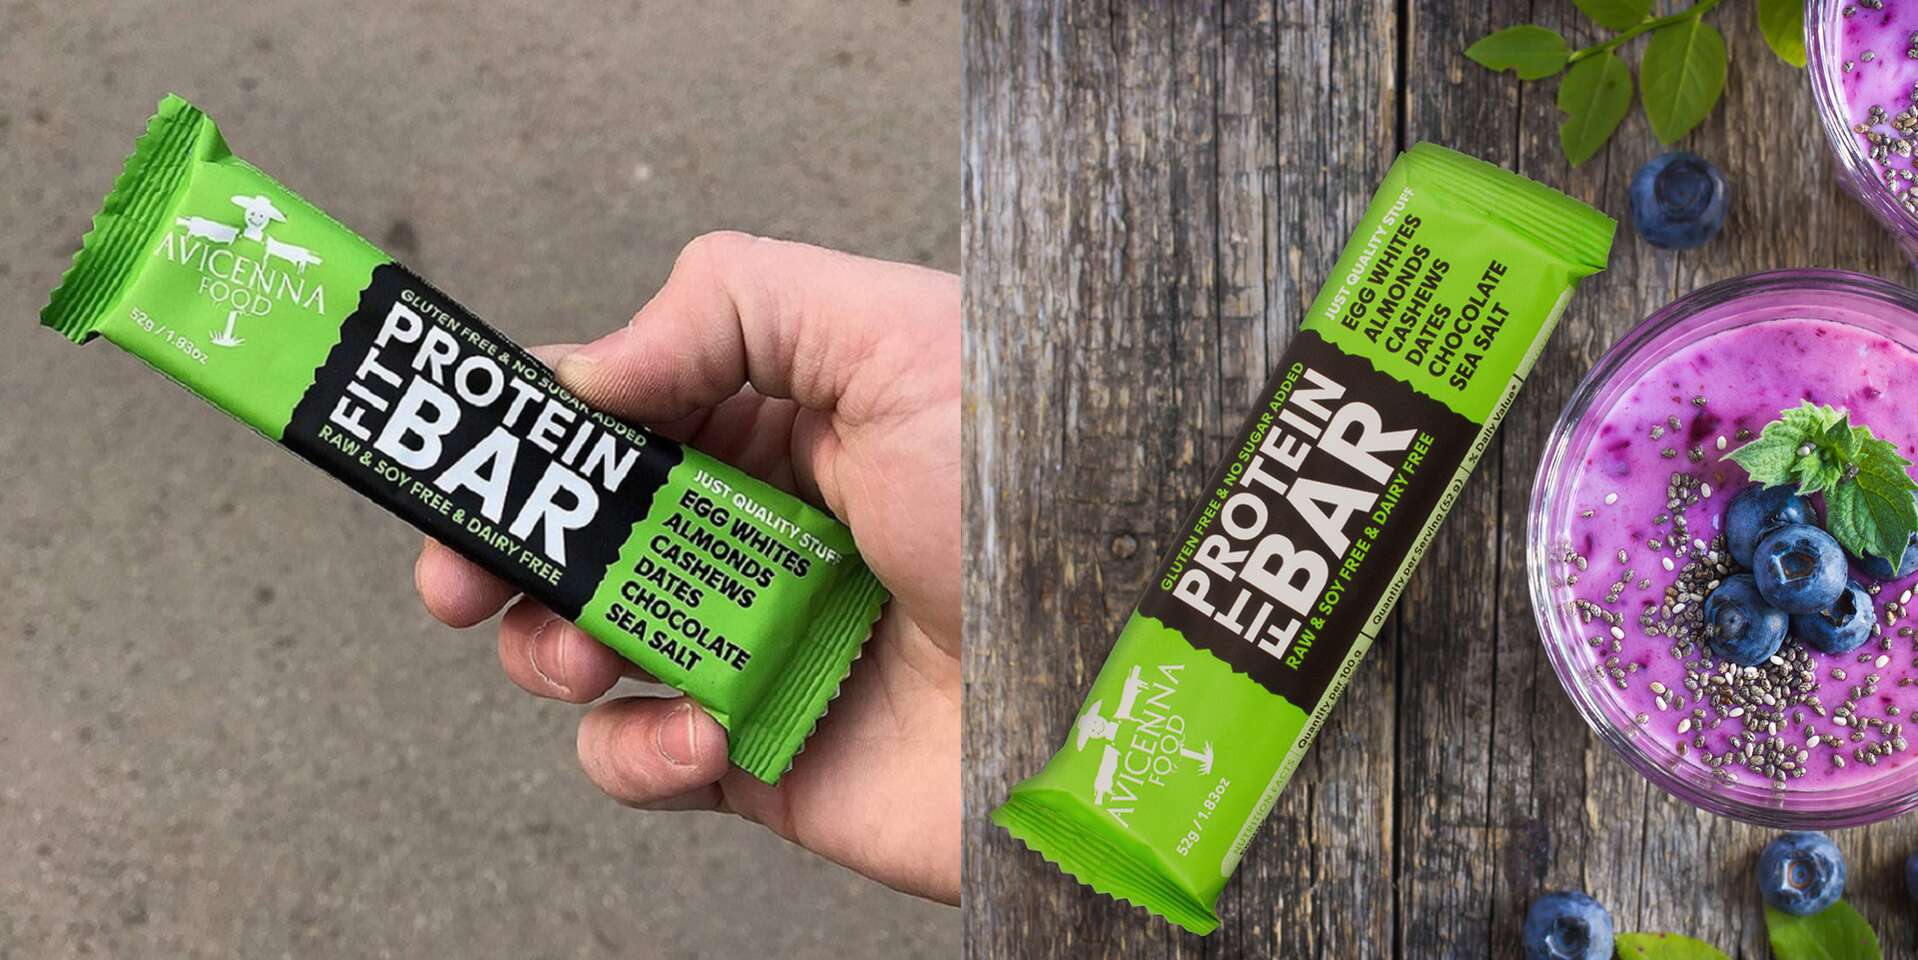 AVICENNA
FOOD
52g / 1.83oz
GLUTEN FREE & NO SUGAR ADDED
PROTEIN
FIT BAR
RAW & SOY FREE & DAIRY FREE
JUST QUALITY STUFF
EGG WHITES
ALMONDS
CASHEWS
DATES
CHOCOLATE
SEA SALT
JUST QUALITY STUFF
EGG WHITES
ALMONDS
CASHEWS
DATES
CHOCOLATE
SEA SALT
GLUTEN FREE & NO SUGAR ADDED
PROTEIN
FIT BAR
RAW & SOY FREE & DAIRY FREE
AVICENNA
FOOD
52g / 1.83oz
NUTRITION FACTS
Quantity per 100 g
Quantity per Serving (52 g)
% Daily Value*